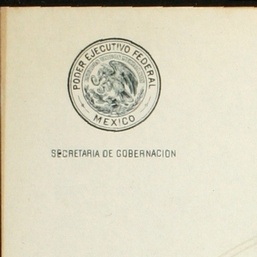 PODER EJECUTIVO FEDERAL
MEXICO
SECRETARIA DE GOBERNACION